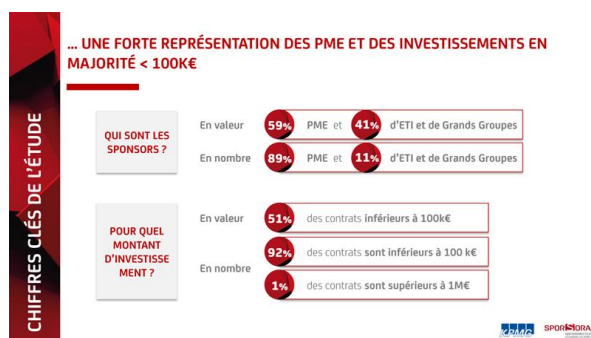 ... UNE FORTE REPRÉSENTATION DES PME ET DES INVESTISSEMENTS EN
MAJORITÉ < 100K€
CHIFFRES CLÉS DE L'ÉTUDE
QUI SONT LES
SPONSORS ?
En valeur
59% PME et 41% d'ETI et de Grands Groupes
En nombre
89% PME et 11% d'ETI et de Grands Groupes
POUR QUEL
MONTANT
D'INVESTISSE
MENT ?
En valeur
51% des contrats inférieurs à 100k€
En nombre
92% des contrats sont inférieurs à 100 k€
1% des contrats sont supérieurs à 1M€
KPMG
SPORSORA